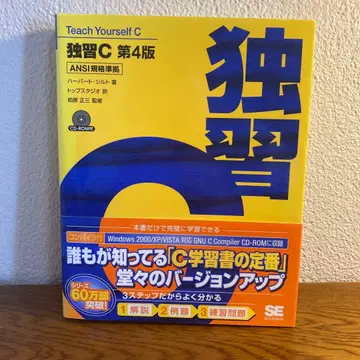 Teach Yourself C
独習C 第4版
ANSI規格準拠
ハーバート・シルト 著
トップスタジオ 訳
柏原 正三 監修
CD-ROM付
独習
C
本書だけで完璧に学習できる
コンパイラ付 Windows 2000/XP/VISTA 対応 GNU C Compiler CD-ROMに収録
誰もが知ってる「C学習書の定番」
堂々のバージョンアップ
シリーズ
60万部
突破!
3ステップだからよく分かる
1 解説 2 例題 3 練習問題
SE
SHOEISHA